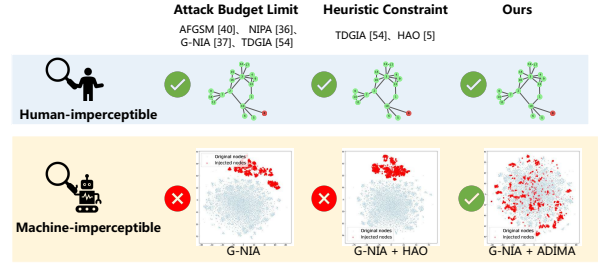 Attack Budget Limit
Heuristic Constraint
Ours
AFGSM [40]、 NIPA [36]、
G-NIA [37]、TDGIA [54]
TDGIA [54]、HAO [5]
Human-imperceptible
Machine-imperceptible
Original nodes
Injected nodes
Original nodes
Injected nodes
Original nodes
Injected nodes
G-NIA
G-NIA + HAO
G-NIA + ADIMA